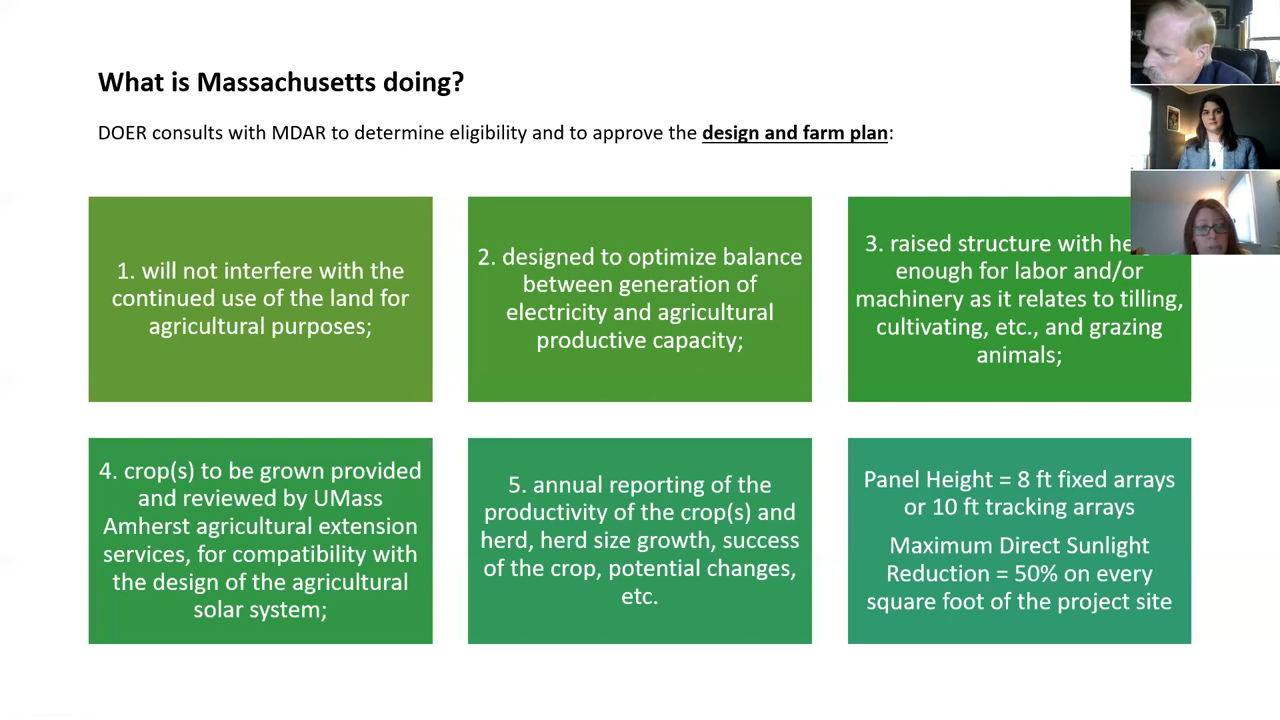 What is Massachusetts doing?
DOER consults with MDAR to determine eligibility and to approve the design and farm plan:
1. will not interfere with the
continued use of the land for
agricultural purposes;
2. designed to optimize balance
between generation of
electricity and agricultural
productive capacity;
3. raised structure with
enough for labor and/or
machinery as it relates to tilling,
cultivating, etc., and grazing
animals;
4. crop(s) to be grown provided
and reviewed by UMass
Amherst agricultural extension
services, for compatibility with
the design of the agricultural
solar system;
5. annual reporting of the
productivity of the crop(s) and
herd, herd size growth, success
of the crop, potential changes,
etc.
Panel Height = 8 ft fixed arrays
or 10 ft tracking arrays
Maximum Direct Sunlight
Reduction = 50% on every
square foot of the project site